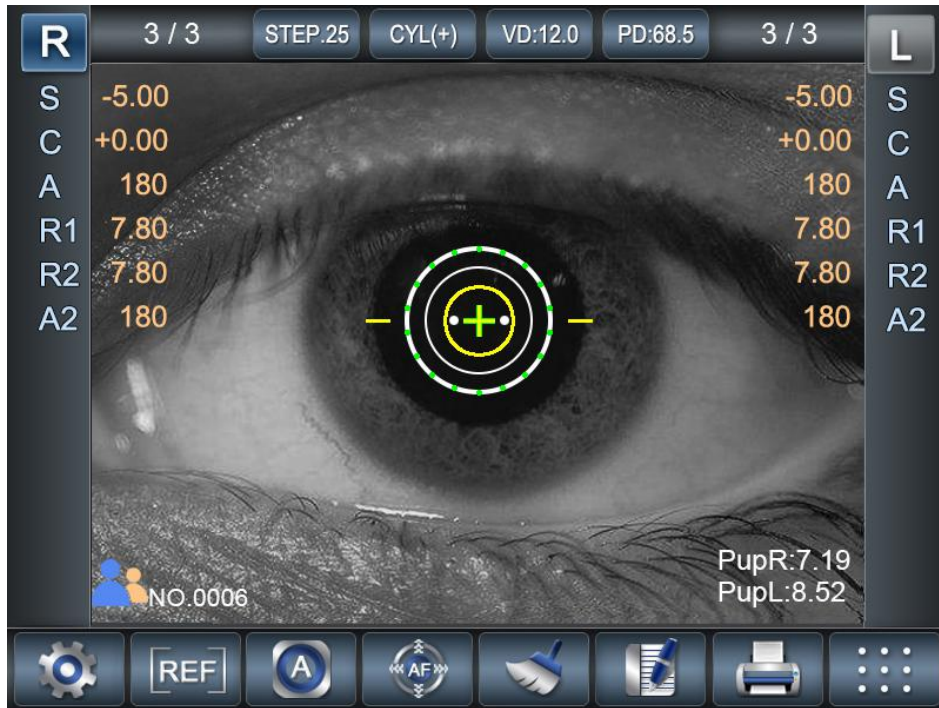 R 3 / 3 STEP.25 CYL(+) VD:12.0 PD:68.5 3 / 3 L
S -5.00 -5.00 S
C +0.00 +0.00 C
A 180 180 A
R1 7.80 7.80 R1
R2 7.80 7.80 R2
A2 180 180 A2
PupR:7.19
NO.0006 PupL:8.52
REF A AF